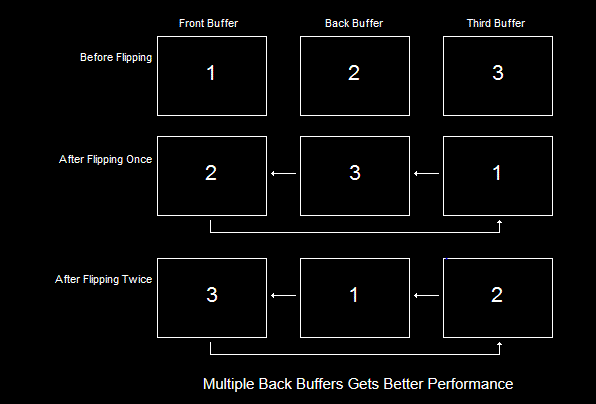 Front Buffer Back Buffer Third Buffer
Before Flipping 1 2 3
After Flipping Once 2 3 1
After Flipping Twice 3 1 2
Multiple Back Buffers Gets Better Performance